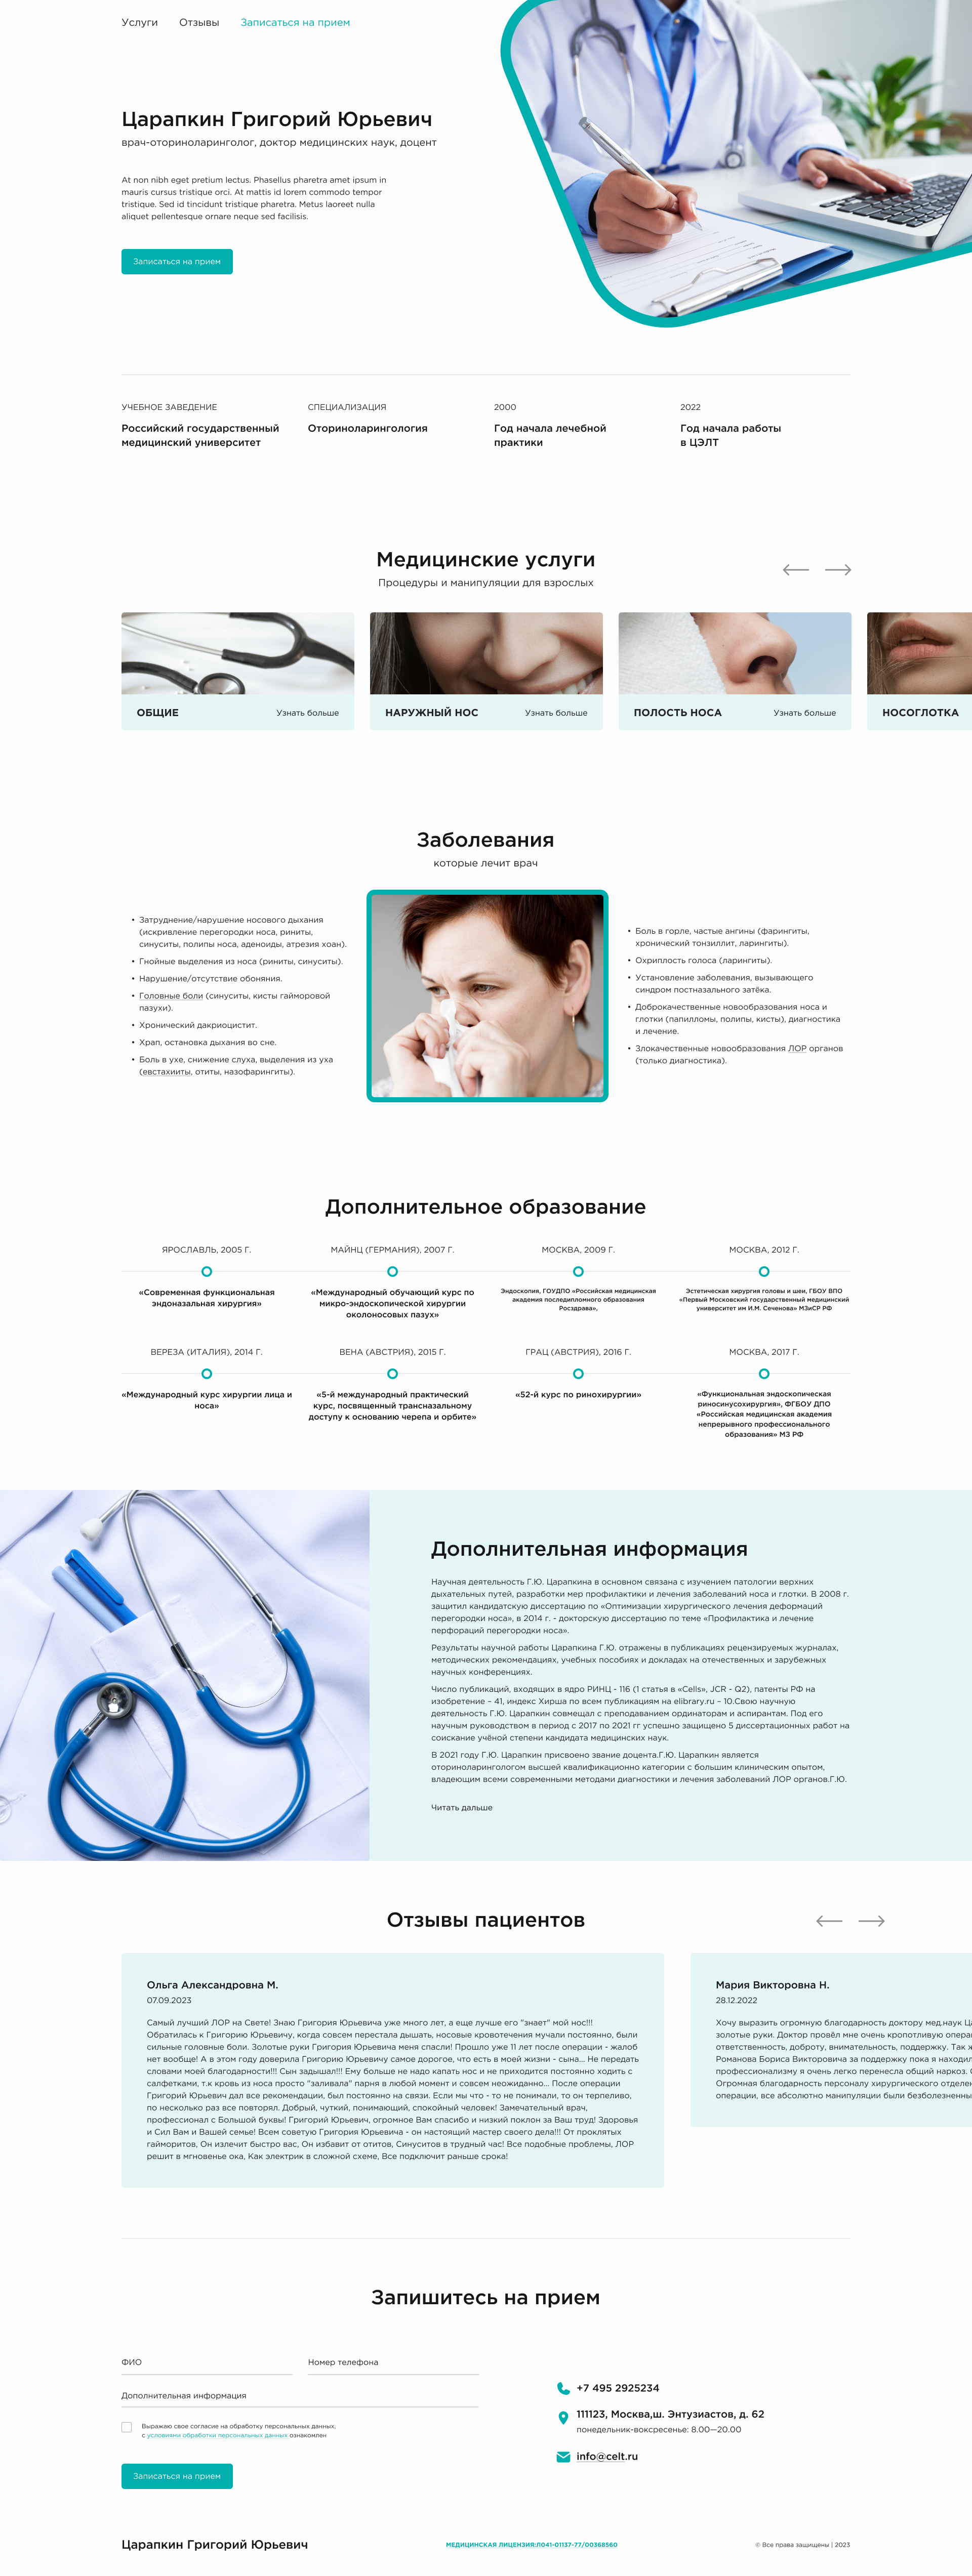 Услуги Отзывы Записаться на прием
Царапкин Григорий Юрьевич
врач-оториноларинголог, доктор медицинских наук, доцент
At non nibh eget pretium lectus. Phasellus pharetra amet ipsum in
mauris cursus tristique orci. At mattis id lorem commodo tempor
tristique. Sed id tincidunt tristique pharetra. Metus laoreet nulla
aliquet pellentesque ornare neque sed facilisis.
Записаться на прием
УЧЕБНОЕ ЗАВЕДЕНИЕ
Российский государственный
медицинский университет
СПЕЦИАЛИЗАЦИЯ
Оториноларингология
2000
Год начала лечебной
практики
2022
Год начала работы
в ЦЭЛТ
Медицинские услуги
Процедуры и манипуляции для взрослых
ОБЩИЕ Узнать больше
НАРУЖНЫЙ НОС Узнать больше
ПОЛОСТЬ НОСА Узнать больше
НОСОГЛОТКА
Заболевания
которые лечит врач
• Затруднение/нарушение носового дыхания
(искривление перегородки носа, риниты,
синуситы, полипы носа, аденоиды, атрезия хоан).
• Гнойные выделения из носа (риниты, синуситы).
• Нарушение/отсутствие обоняния.
• Головные боли (синуситы, кисты гайморовой
пазухи).
• Хронический дакриоцистит.
• Храп, остановка дыхания во сне.
• Боль в ухе, снижение слуха, выделения из уха
(евстахииты, отиты, назофарингиты).
• Боль в горле, частые ангины (фарингиты,
хронический тонзиллит, ларингиты).
• Охриплость голоса (ларингиты).
• Установление заболевания, вызывающего
синдром постназального затёка.
• Доброкачественные новообразования носа и
глотки (папилломы, полипы, кисты), диагностика
и лечение.
• Злокачественные новообразования ЛОР органов
(только диагностика).
Дополнительное образование
ЯРОСЛАВЛЬ, 2005 Г.
«Современная функциональная
эндоназальная хирургия»
МАЙНЦ (ГЕРМАНИЯ), 2007 Г.
«Международный обучающий курс по
микро-эндоскопической хирургии
околоносовых пазух»
МОСКВА, 2009 Г.
Эндоскопия, ГОУДПО «Российская медицинская
академия последипломного образования
Росздрава»,
МОСКВА, 2012 Г.
Эстетическая хирургия головы и шеи, ГБОУ ВПО
«Первый Московский государственный медицинский
университет им И.М. Сеченова» МЗиСР РФ
ВЕРЕЗА (ИТАЛИЯ), 2014 Г.
«Международный курс хирургии лица и
носа»
ВЕНА (АВСТРИЯ), 2015 Г.
«5-й международный практический
курс, посвященный трансназальному
доступу к основанию черепа и орбите»
ГРАЦ (АВСТРИЯ), 2016 Г.
«52-й курс по ринохирургии»
МОСКВА, 2017 Г.
«Функциональная эндоскопическая
риносинусохирургия», ФГБОУ ДПО
«Российская медицинская академия
непрерывного профессионального
образования» МЗ РФ
Дополнительная информация
Научная деятельность Г.Ю. Царапкина в основном связана с изучением патологии верхних
дыхательных путей, разработки мер профилактики и лечения заболеваний носа и глотки. В 2008 г.
защитил кандидатскую диссертацию по «Оптимизации хирургического лечения деформаций
перегородки носа», в 2014 г. - докторскую диссертацию по теме «Профилактика и лечение
перфораций перегородки носа».
Результаты научной работы Царапкина Г.Ю. отражены в публикациях рецензируемых журналах,
методических рекомендациях, учебных пособиях и докладах на отечественных и зарубежных
научных конференциях.
Число публикаций, входящих в ядро РИНЦ - 116 (1 статья в «Cells», JCR - Q2), патенты РФ на
изобретение – 41, индекс Хирша по всем публикациям на elibrary.ru – 10.Свою научную
деятельность Г.Ю. Царапкин совмещал с преподаванием ординаторам и аспирантам. Под его
научным руководством в период с 2017 по 2021 гг успешно защищено 5 диссертационных работ на
соискание учёной степени кандидата медицинских наук.
В 2021 году Г.Ю. Царапкин присвоено звание доцента.Г.Ю. Царапкин является
оториноларингологом высшей квалификационно категории с большим клиническим опытом,
владеющим всеми современными методами диагностики и лечения заболеваний ЛОР органов.Г.Ю.
Читать дальше
Отзывы пациентов
Ольга Александровна М.
07.09.2023
Самый лучший ЛОР на Свете! Знаю Григория Юрьевича уже много лет, а еще лучше его "знает" мой нос!!!
Обратилась к Григорию Юрьевичу, когда совсем перестала дышать, носовые кровотечения мучали постоянно, были
сильные головные боли. Золотые руки Григория Юрьевича меня спасли! Прошло уже 11 лет после операции - жалоб
нет вообще! А в этом году доверила Григорию Юрьевичу самое дорогое, что есть в моей жизни - сына... Не передать
словами моей благодарности!!! Сын задышал!!! Ему больше не надо капать нос и не приходится постоянно ходить с
салфетками, т.к кровь из носа просто "заливала" парня в любой момент и совсем неожиданно... После операции
Григорий Юрьевич дал все рекомендации, был постоянно на связи. Если мы что - то не понимали, то он терпеливо,
по несколько раз все повторял. Добрый, чуткий, понимающий, спокойный человек! Замечательный врач,
профессионал с Большой буквы! Григорий Юрьевич, огромное Вам спасибо и низкий поклон за Ваш труд! Здоровья
и Сил Вам и Вашей семье! Всем советую Григория Юрьевича - он настоящий мастер своего дела!!! От проклятых
гайморитов, Он излечит быстро вас, Он избавит от отитов, Синуситов в трудный час! Все подобные проблемы, ЛОР
решит в мгновенье ока, Как электрик в сложной схеме, Все подключит раньше срока!
Мария Викторовна Н.
28.12.2022
Хочу выразить огромную благодарность доктору мед.наук
золотые руки. Доктор провёл мне очень кропотливую
ответственность, доброту, внимательность, поддержку. Так
Романова Бориса Викторовича за поддержку пока я
профессионализму я очень легко перенесла общий наркоз.
Огромная благодарность персоналу хирургического
операции, все абсолютно манипуляции были
Запишитесь на прием
ФИО
Номер телефона
Дополнительная информация
Выражаю свое согласие на обработку персональных данных,
с условиями обработки персональных данных ознакомлен
Записаться на прием
+7 495 2925234
111123, Москва,ш. Энтузиастов, д. 62
понедельник-воксресенье: 8.00—20.00
info@celt.ru
Царапкин Григорий Юрьевич
МЕДИЦИНСКАЯ ЛИЦЕНЗИЯ:Л041-01137-77/00368560
© Все права защищены | 2023